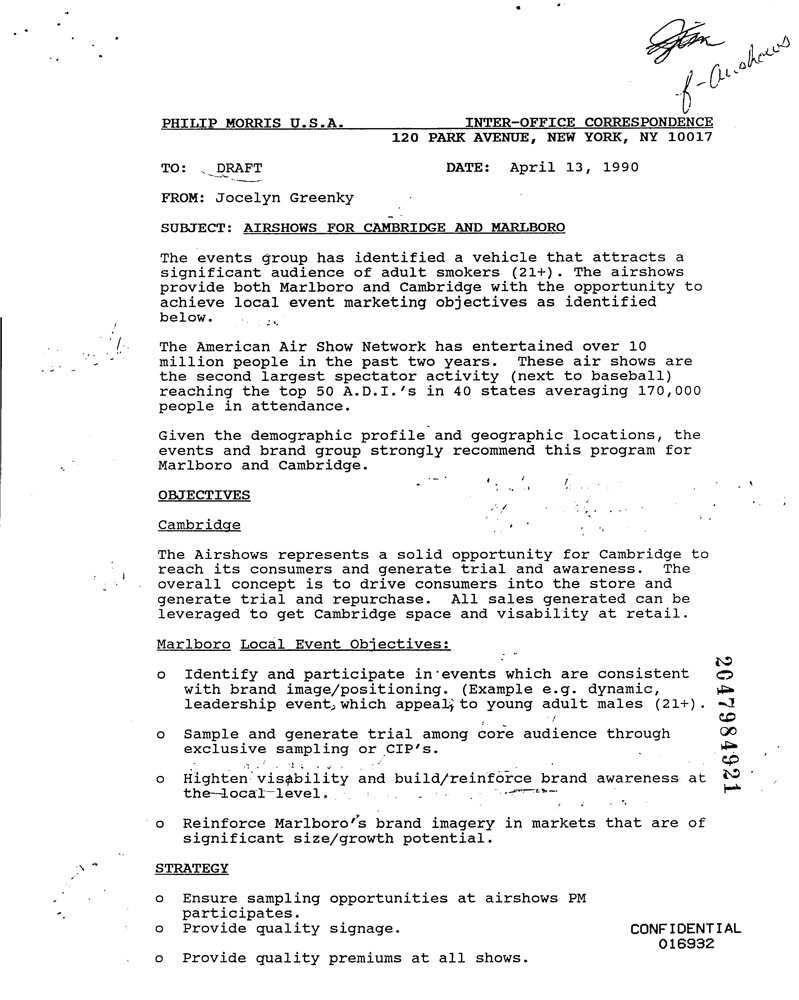 f-Airshows
PHILIP MORRIS U.S.A. INTER-OFFICE CORRESPONDENCE
120 PARK AVENUE, NEW YORK, NY 10017
TO: DRAFT DATE: April 13, 1990
FROM: Jocelyn Greenky
SUBJECT: AIRSHOWS FOR CAMBRIDGE AND MARLBORO
The events group has identified a vehicle that attracts a
significant audience of adult smokers (21+). The airshows
provide both Marlboro and Cambridge with the opportunity to
achieve local event marketing objectives as identified
below.
The American Air Show Network has entertained over 10
million people in the past two years. These air shows are
the second largest spectator activity (next to baseball)
reaching the top 50 A.D.I.'s in 40 states averaging 170,000
people in attendance.
Given the demographic profile and geographic locations, the
events and brand group strongly recommend this program for
Marlboro and Cambridge.
OBJECTIVES
Cambridge
The Airshows represents a solid opportunity for Cambridge to
reach its consumers and generate trial and awareness. The
overall concept is to drive consumers into the store and
generate trial and repurchase. All sales generated can be
leveraged to get Cambridge space and visability at retail.
Marlboro Local Event Objectives:
o Identify and participate in events which are consistent
with brand image/positioning. (Example e.g. dynamic,
leadership event, which appeal; to young adult males (21+).
o Sample and generate trial among core audience through
exclusive sampling or CIP's.
o Highten visability and build/reinforce brand awareness at
the local level.
o Reinforce Marlboro's brand imagery in markets that are of
significant size/growth potential.
STRATEGY
o Ensure sampling opportunities at airshows PM
participates.
o Provide quality signage.
o Provide quality premiums at all shows.
2047984921
CONFIDENTIAL
016932